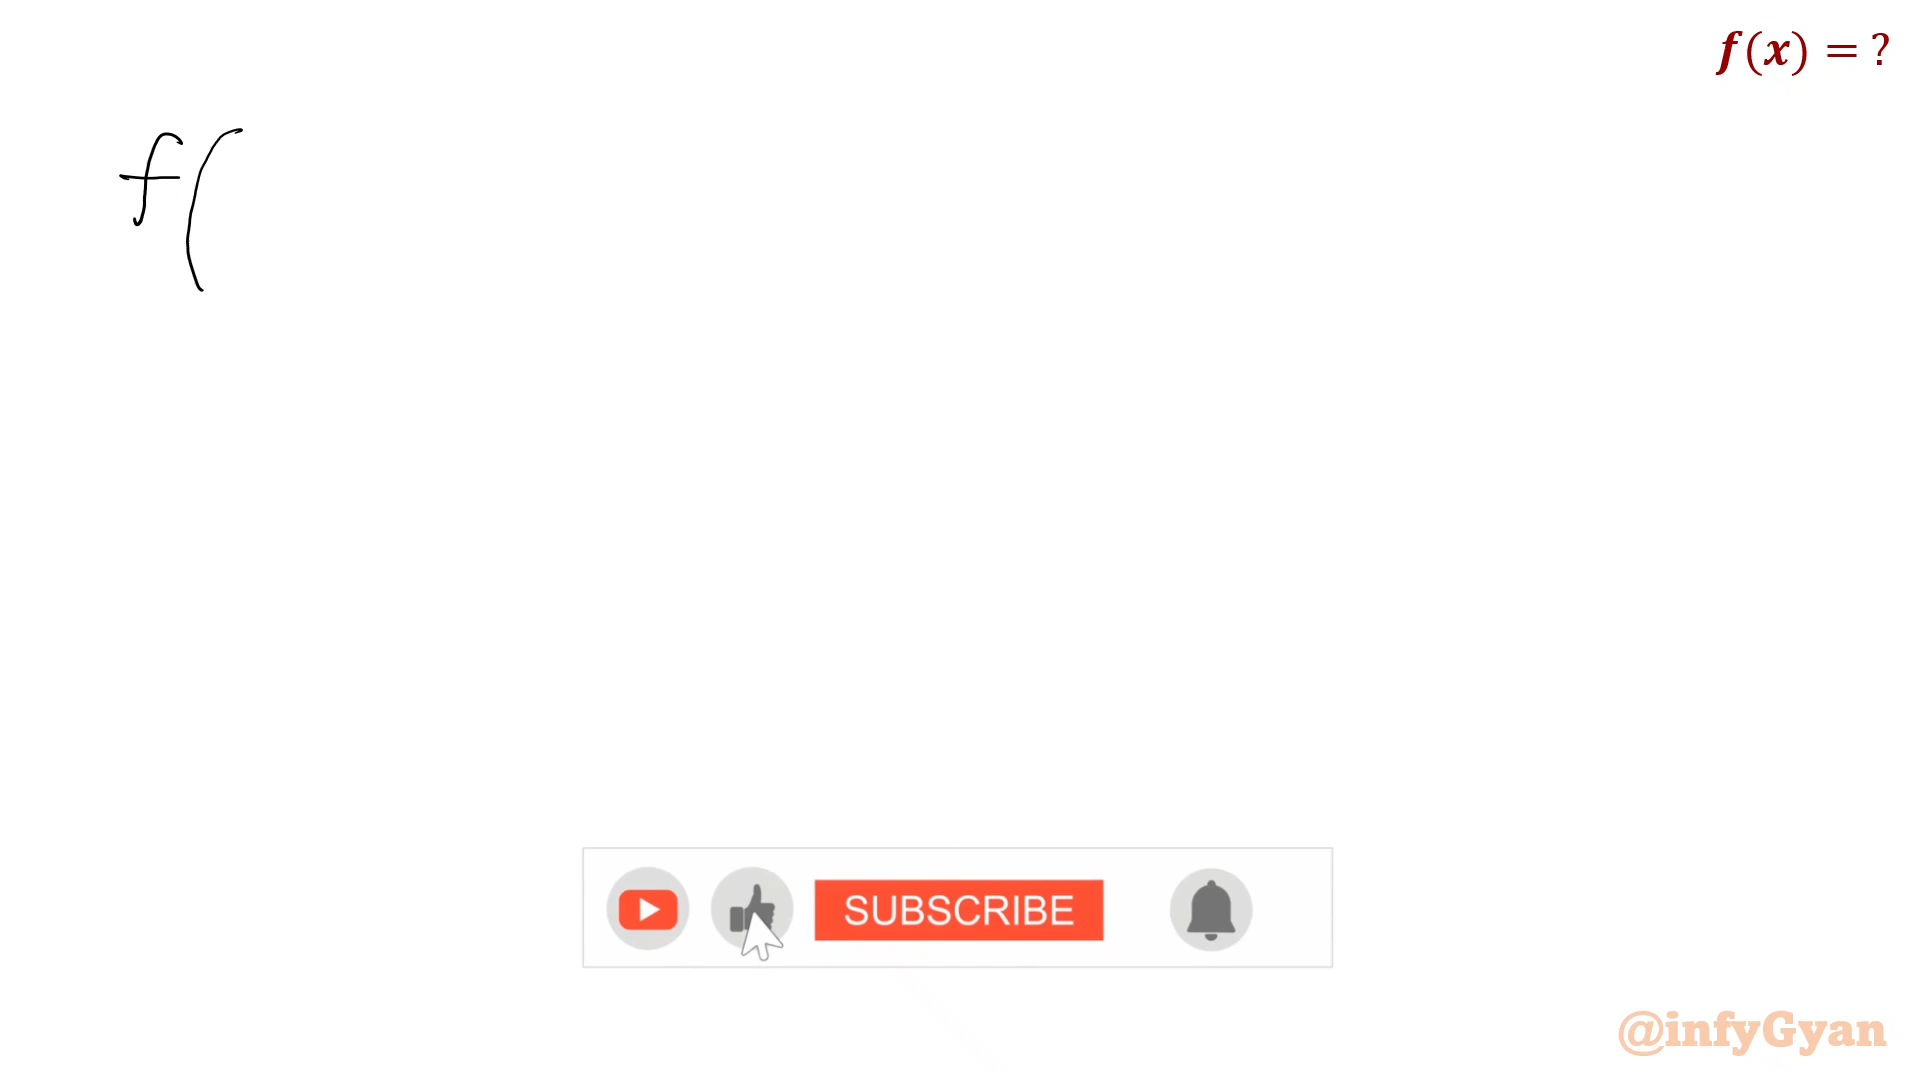 f(x) = ?
f(
SUBSCRIBE
@infyGyan